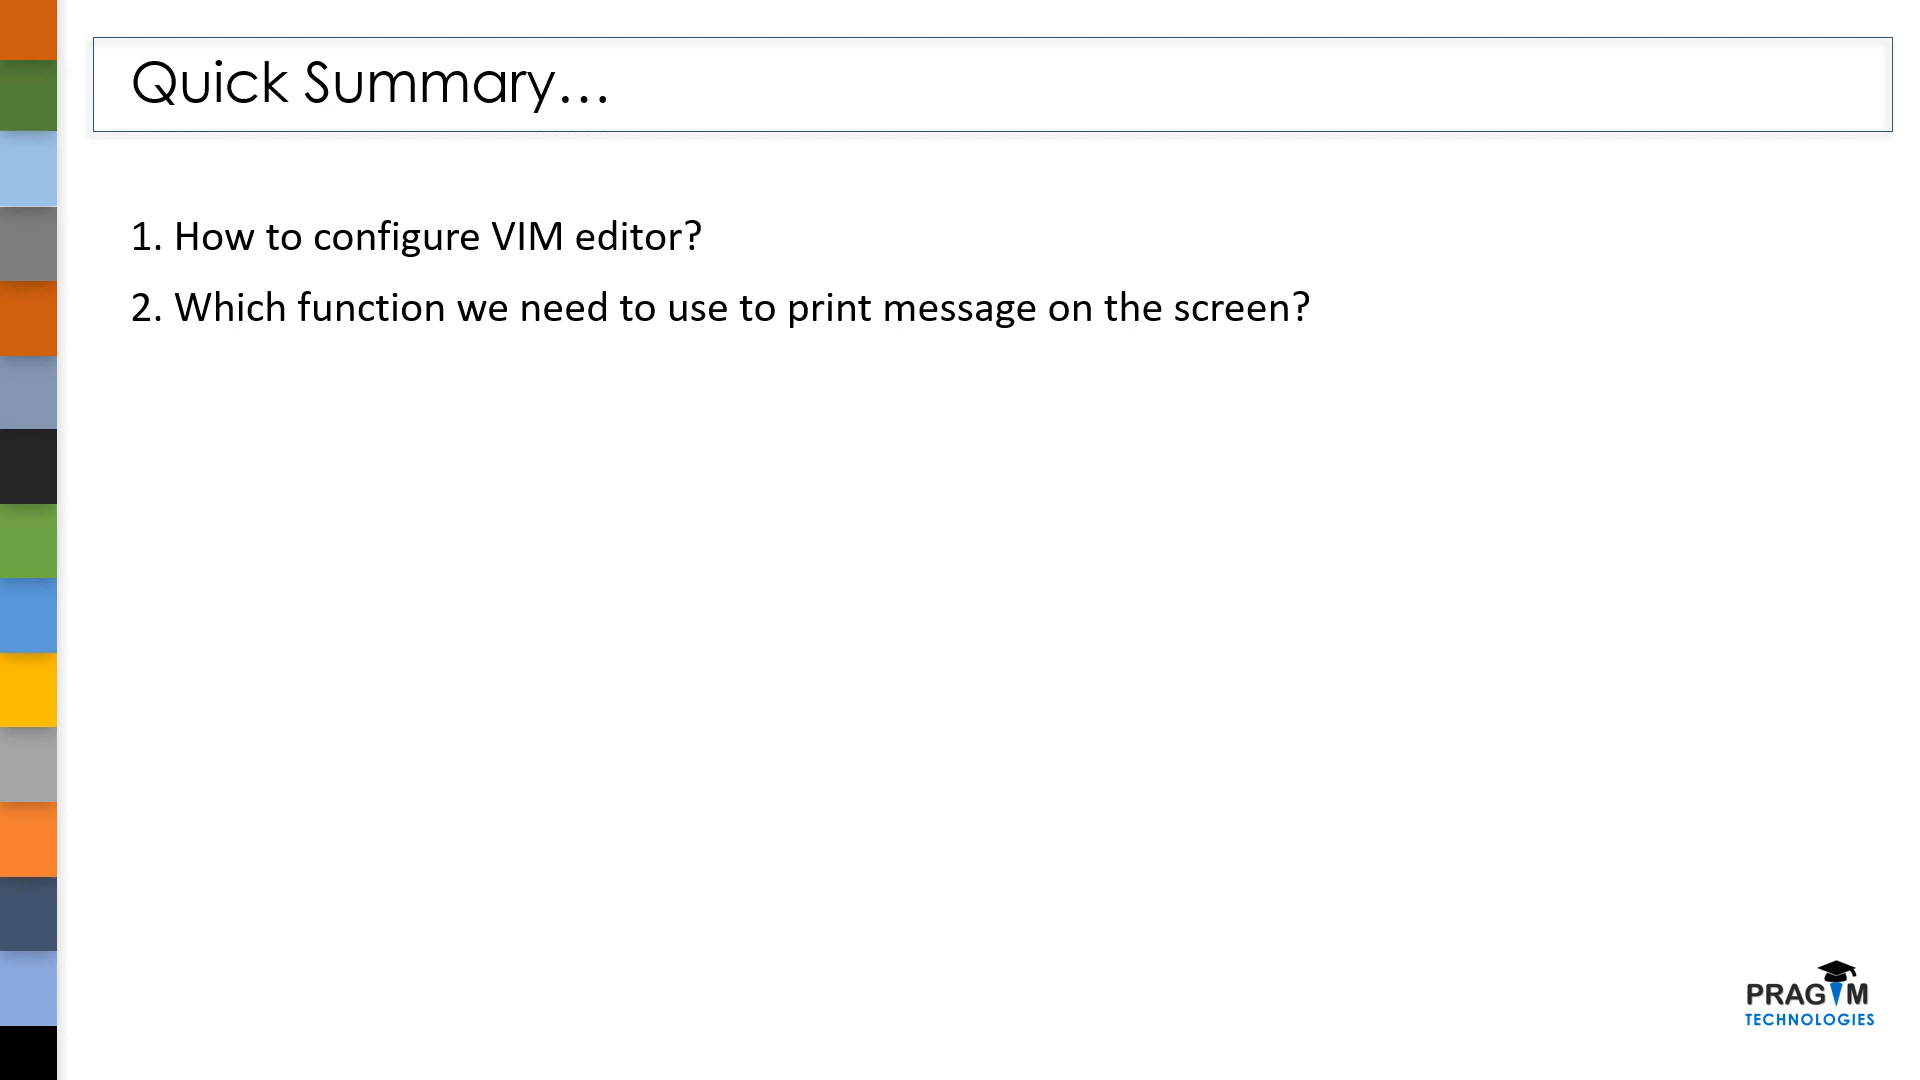 Quick Summary...
1. How to configure VIM editor?
2. Which function we need to use to print message on the screen?
PRAGIM
TECHNOLOGIES